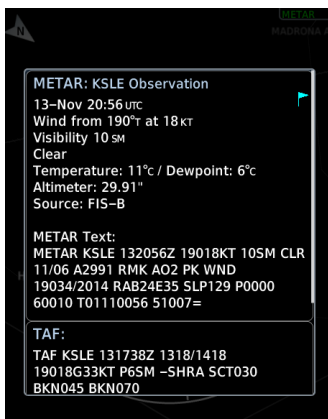 METAR
N
MADRONA A
METAR: KSLE Observation
13-Nov 20:56 UTC
Wind from 190°T at 18 KT
Visibility 10 SM
Clear
Temperature: 11°c / Dewpoint: 6°c
Altimeter: 29.91"
Source: FIS-B
METAR Text:
METAR KSLE 132056Z 19018KT 10SM CLR
11/06 A2991 RMK AO2 PK WND
19034/2014 RAB24E35 SLP129 P0000
60010 T01110056 51007=
TAF:
TAF KSLE 131738Z 1318/1418
19018G33KT P6SM -SHRA SCT030
BKN045 BKN070